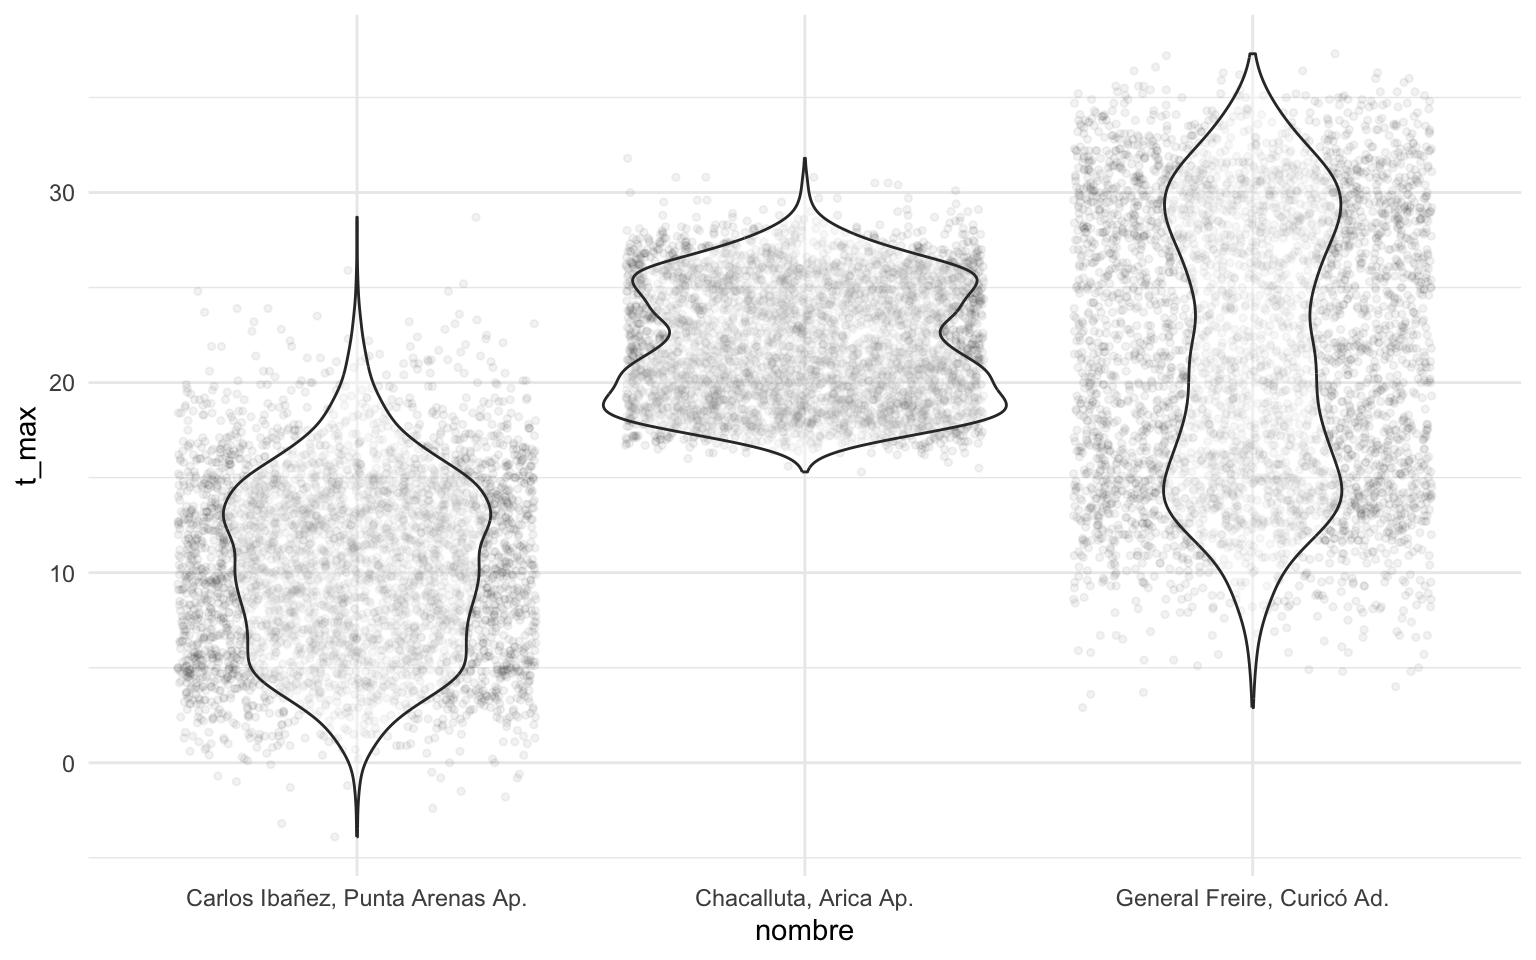 t_max
30
20
10
0
Carlos Ibañez, Punta Arenas Ap.
Chacalluta, Arica Ap.
General Freire, Curicó Ad.
nombre